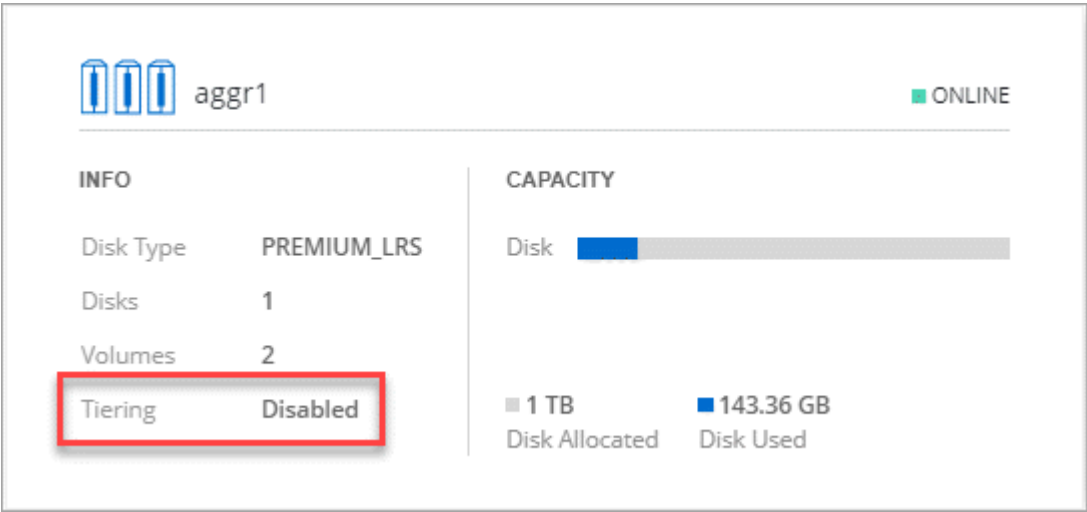 aggr1
ONLINE
INFO
Disk Type PREMIUM_LRS
Disks 1
Volumes 2
Tiering Disabled
CAPACITY
Disk
1 TB
Disk Allocated
143.36 GB
Disk Used